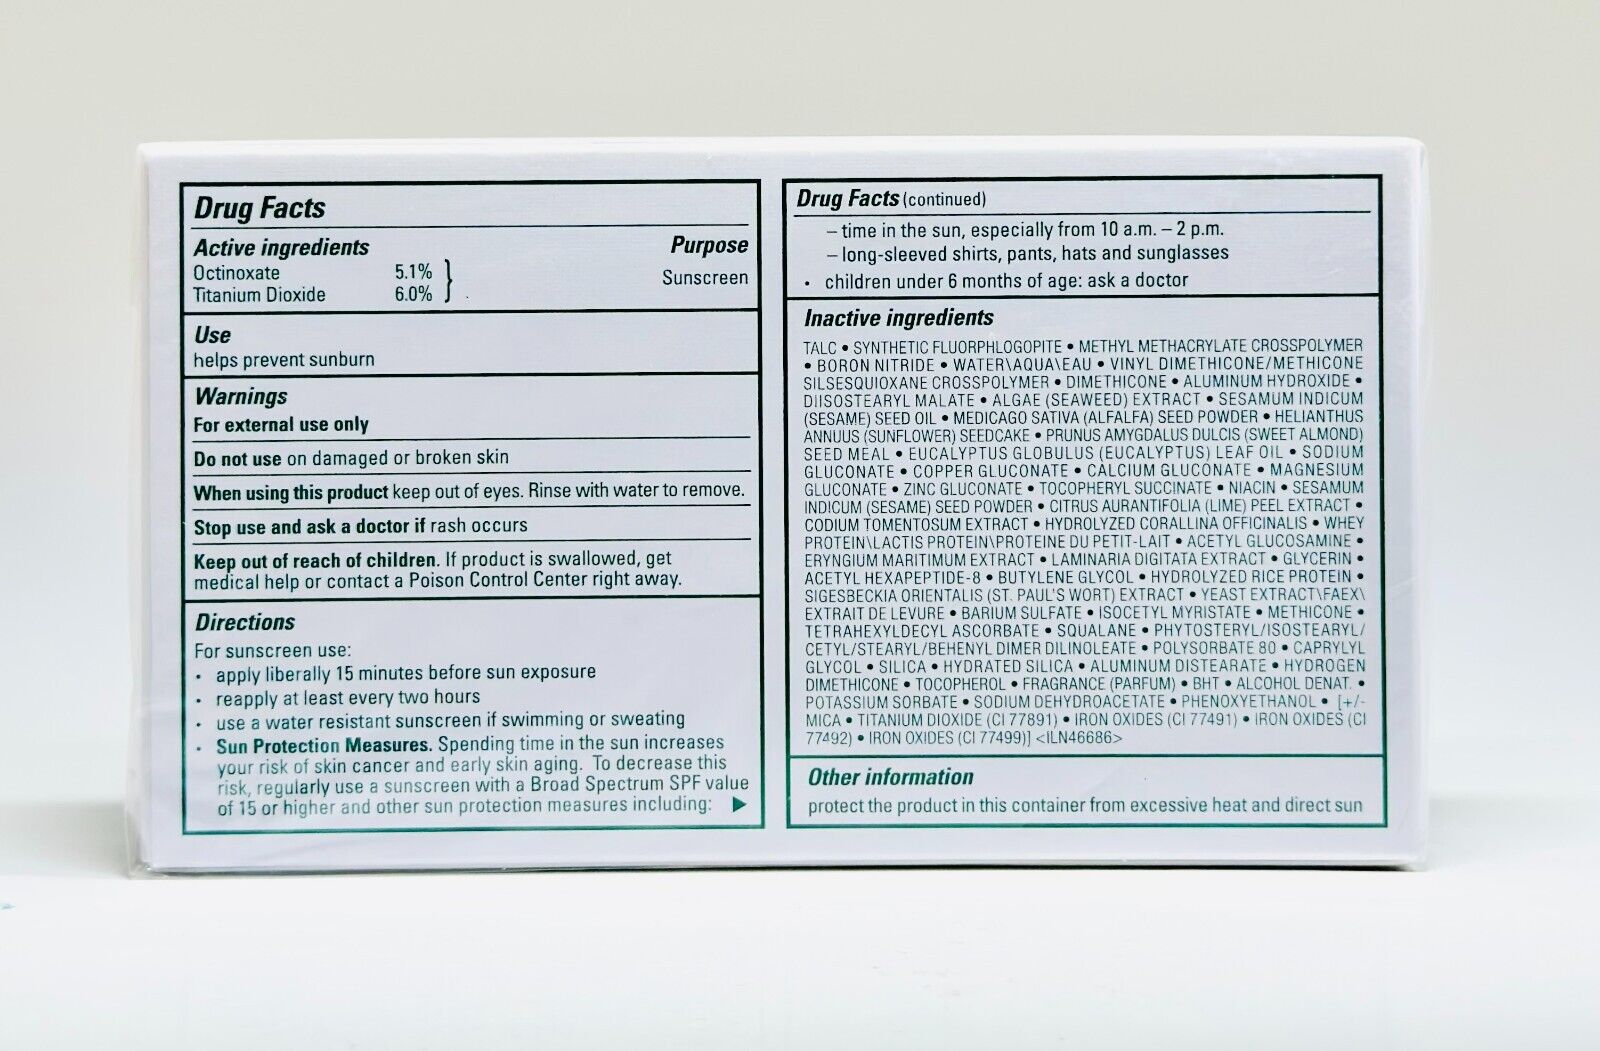 Drug Facts
Active ingredients Purpose
Octinoxate 5.1% } Sunscreen
Titanium Dioxide 6.0%
Use
helps prevent sunburn
Warnings
For external use only
Do not use on damaged or broken skin
When using this product keep out of eyes. Rinse with water to remove.
Stop use and ask a doctor if rash occurs
Keep out of reach of children. If product is swallowed, get
medical help or contact a Poison Control Center right away.
Directions
For sunscreen use:
• apply liberally 15 minutes before sun exposure
• reapply at least every two hours
• use a water resistant sunscreen if swimming or sweating
• Sun Protection Measures. Spending time in the sun increases
your risk of skin cancer and early skin aging. To decrease this
risk, regularly use a sunscreen with a Broad Spectrum SPF value
of 15 or higher and other sun protection measures including: ▶
Drug Facts (continued)
– time in the sun, especially from 10 a.m. – 2 p.m.
– long-sleeved shirts, pants, hats and sunglasses
• children under 6 months of age: ask a doctor
Inactive ingredients
TALC • SYNTHETIC FLUORPHLOGOPITE • METHYL METHACRYLATE CROSSPOLYMER
• BORON NITRIDE • WATER\AQUA\EAU • VINYL DIMETHICONE/METHICONE
SILSESQUIOXANE CROSSPOLYMER • DIMETHICONE • ALUMINUM HYDROXIDE •
DIISOSTEARYL MALATE • ALGAE (SEAWEED) EXTRACT • SESAMUM INDICUM
(SESAME) SEED OIL • MEDICAGO SATIVA (ALFALFA) SEED POWDER • HELIANTHUS
ANNUUS (SUNFLOWER) SEEDCAKE • PRUNUS AMYGDALUS DULCIS (SWEET ALMOND)
SEED MEAL • EUCALYPTUS GLOBULUS (EUCALYPTUS) LEAF OIL • SODIUM
GLUCONATE • COPPER GLUCONATE • CALCIUM GLUCONATE • MAGNESIUM
GLUCONATE • ZINC GLUCONATE • TOCOPHERYL SUCCINATE • NIACIN • SESAMUM
INDICUM (SESAME) SEED POWDER • CITRUS AURANTIFOLIA (LIME) PEEL EXTRACT •
CODIUM TOMENTOSUM EXTRACT • HYDROLYZED CORALLINA OFFICINALIS • WHEY
PROTEIN\LACTIS PROTEIN\PROTEINE DU PETIT-LAIT • ACETYL GLUCOSAMINE •
ERYNGIUM MARITIMUM EXTRACT • LAMINARIA DIGITATA EXTRACT • GLYCERIN •
ACETYL HEXAPEPTIDE-8 • BUTYLENE GLYCOL • HYDROLYZED RICE PROTEIN •
SIGESBECKIA ORIENTALIS (ST. PAUL'S WORT) EXTRACT • YEAST EXTRACT\FAEX\
EXTRAIT DE LEVURE • BARIUM SULFATE • ISOCETYL MYRISTATE • METHICONE •
TETRAHEXYLDECYL ASCORBATE • SQUALANE • PHYTOSTERYL/ISOSTEARYL/
CETYL/STEARYL/BEHENYL DIMER DILINOLEATE • POLYSORBATE 80 • CAPRYLYL
GLYCOL • SILICA • HYDRATED SILICA • ALUMINUM DISTEARATE • HYDROGEN
DIMETHICONE • TOCOPHEROL • FRAGRANCE (PARFUM) • BHT • ALCOHOL DENAT. •
POTASSIUM SORBATE • SODIUM DEHYDROACETATE • PHENOXYETHANOL • [+/-
MICA • TITANIUM DIOXIDE (CI 77891) • IRON OXIDES (CI 77491) • IRON OXIDES (CI
77492) • IRON OXIDES (CI 77499)] <ILN46686>
Other information
protect the product in this container from excessive heat and direct sun